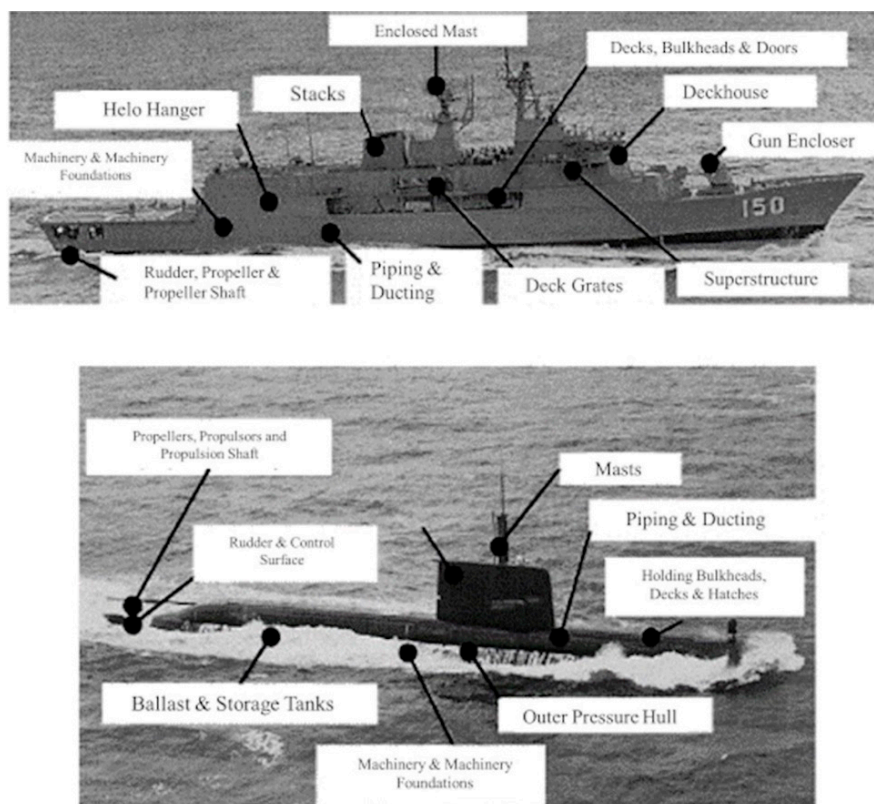 Enclosed Mast
Decks, Bulkheads & Doors
Stacks
Deckhouse
Helo Hanger
Gun Encloser
Machinery & Machinery
Foundations
150
Rudder, Propeller &
Propeller Shaft
Piping &
Ducting
Deck Grates
Superstructure
Propellers, Propulsors and
Propulsion Shaft
Masts
Piping & Ducting
Rudder & Control
Surface
Holding Bulkheads,
Decks & Hatches
Ballast & Storage Tanks
Outer Pressure Hull
Machinery & Machinery
Foundations